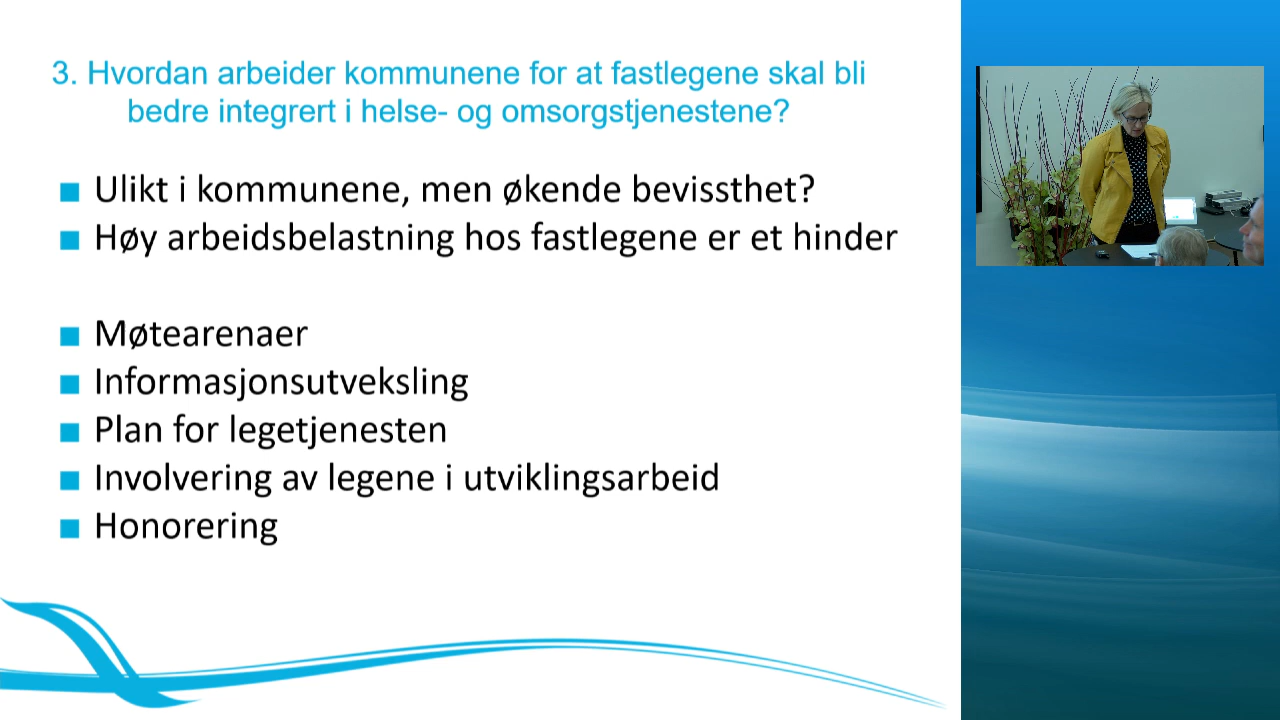 3. Hvordan arbeider kommunene for at fastlegene skal bli
bedre integrert i helse- og omsorgstjenestene?
Ulikt i kommunene, men økende bevissthet?
Høy arbeidsbelastning hos fastlegene er et hinder
Møtearenaer
Informasjonsutveksling
Plan for legetjenesten
Involvering av legene i utviklingsarbeid
Honorering